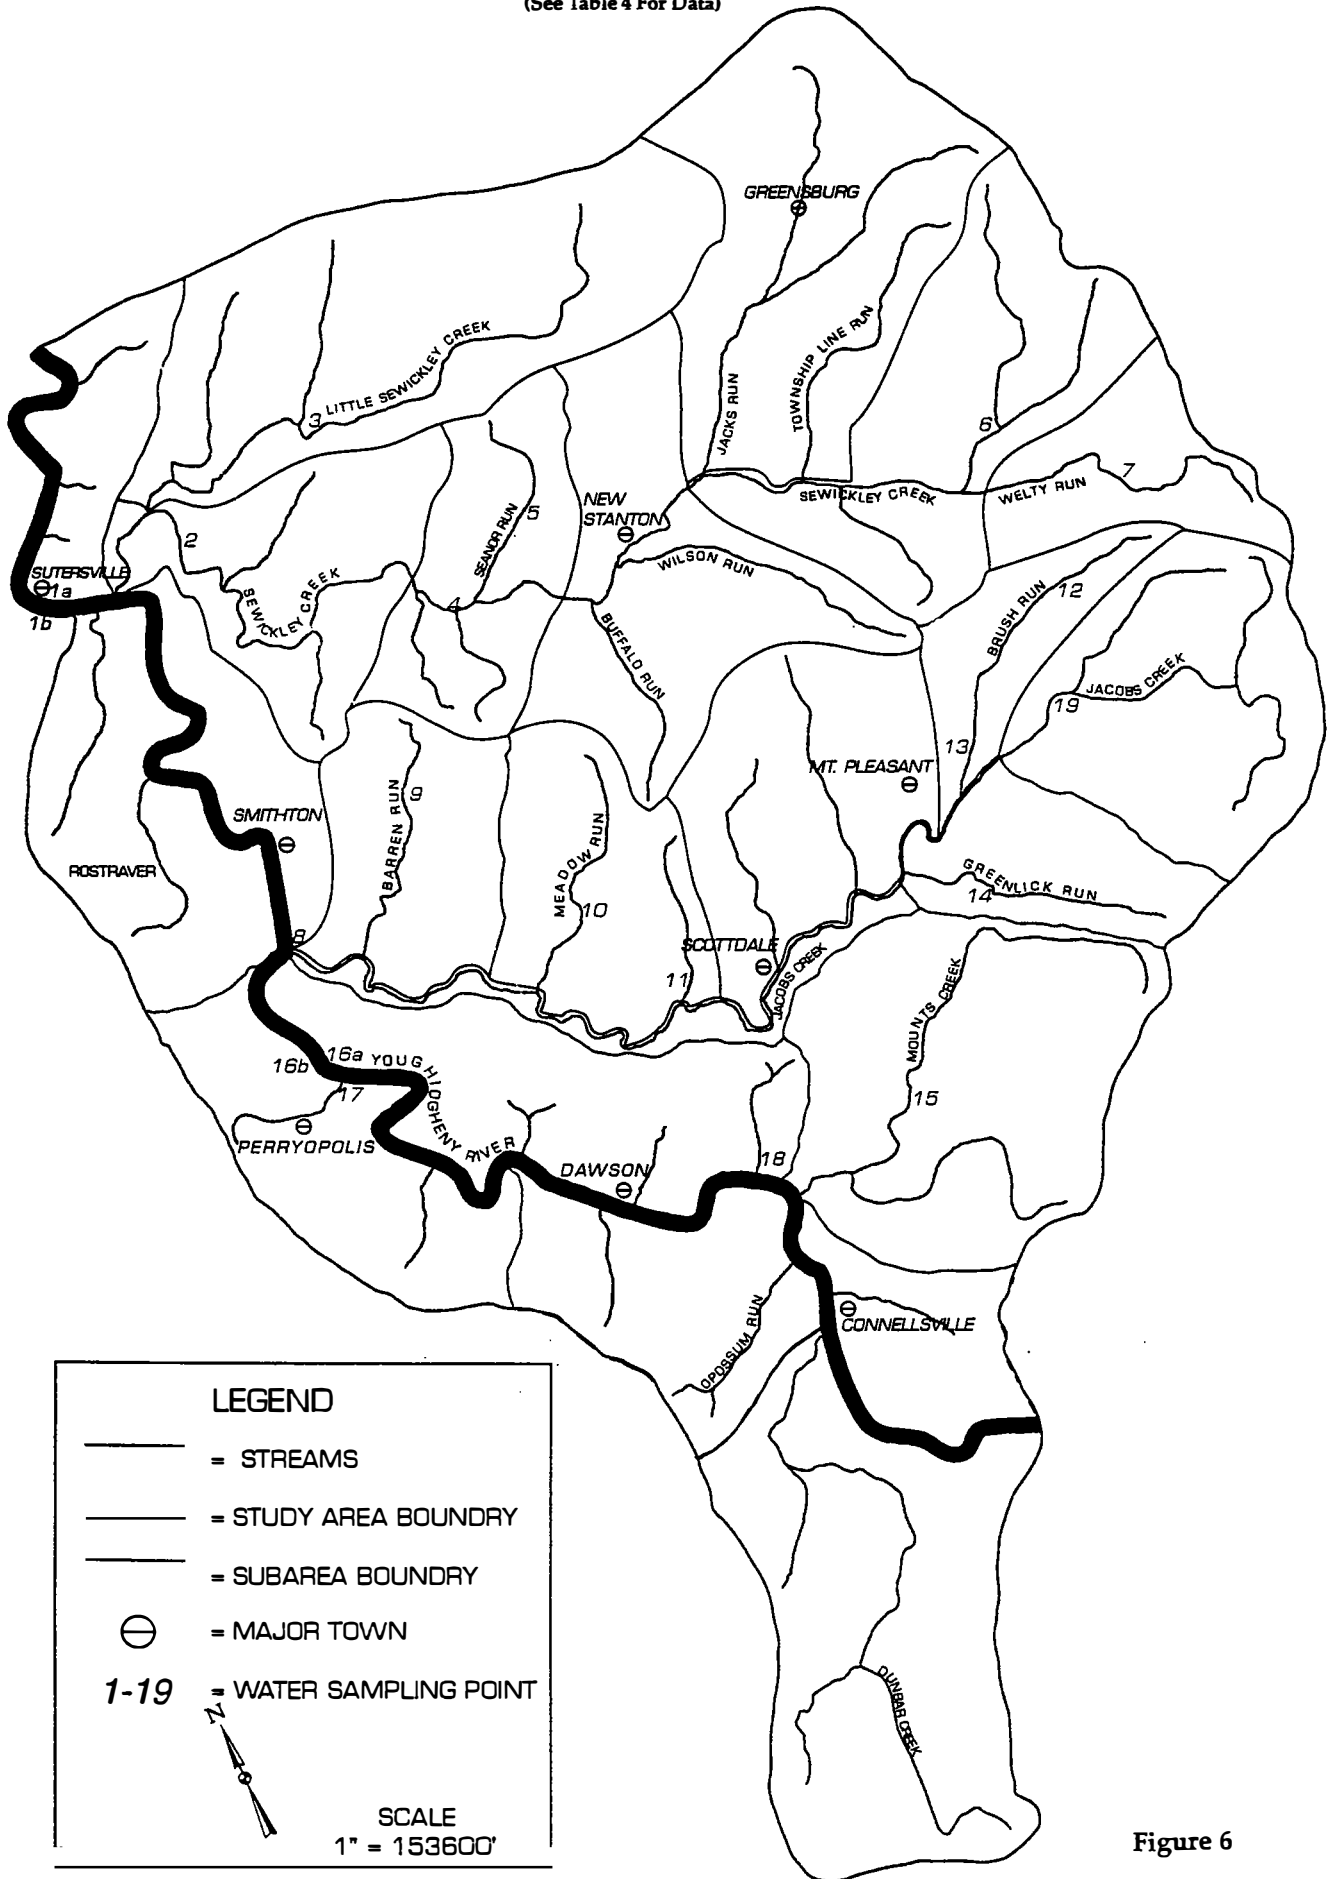 (See Table 4 For Data)
GREENSBURG
LITTLE SEWICKLEY CREEK
3
JACKS RUN
TOWNSHIP LINE RUN
6
7
SEWICKLEY CREEK
WELTY RUN
NEW
STANTON
5
SEANOR RUN
2
SUTERSVILLE
1a
1b
SEWICKLEY CREEK
4
WILSON RUN
BUFFALO RUN
BRUSH RUN
12
JACOBS CREEK
19
13
MT. PLEASANT
SMITHTON
ROSTRAVER
BARREN RUN
9
MEADOW RUN
10
GREENLICK RUN
14
8
SCOTTDALE
11
JACOBS CREEK
MOUNTS CREEK
15
16b
16a
YOUGHIOGHENY RIVER
17
PERRYOPOLIS
DAWSON
18
OPOSSUM RUN
CONNELLSVILLE
DUNBAR CREEK
LEGEND
= STREAMS
= STUDY AREA BOUNDRY
= SUBAREA BOUNDRY
= MAJOR TOWN
1-19 = WATER SAMPLING POINT
N
SCALE
1" = 153600'
Figure 6